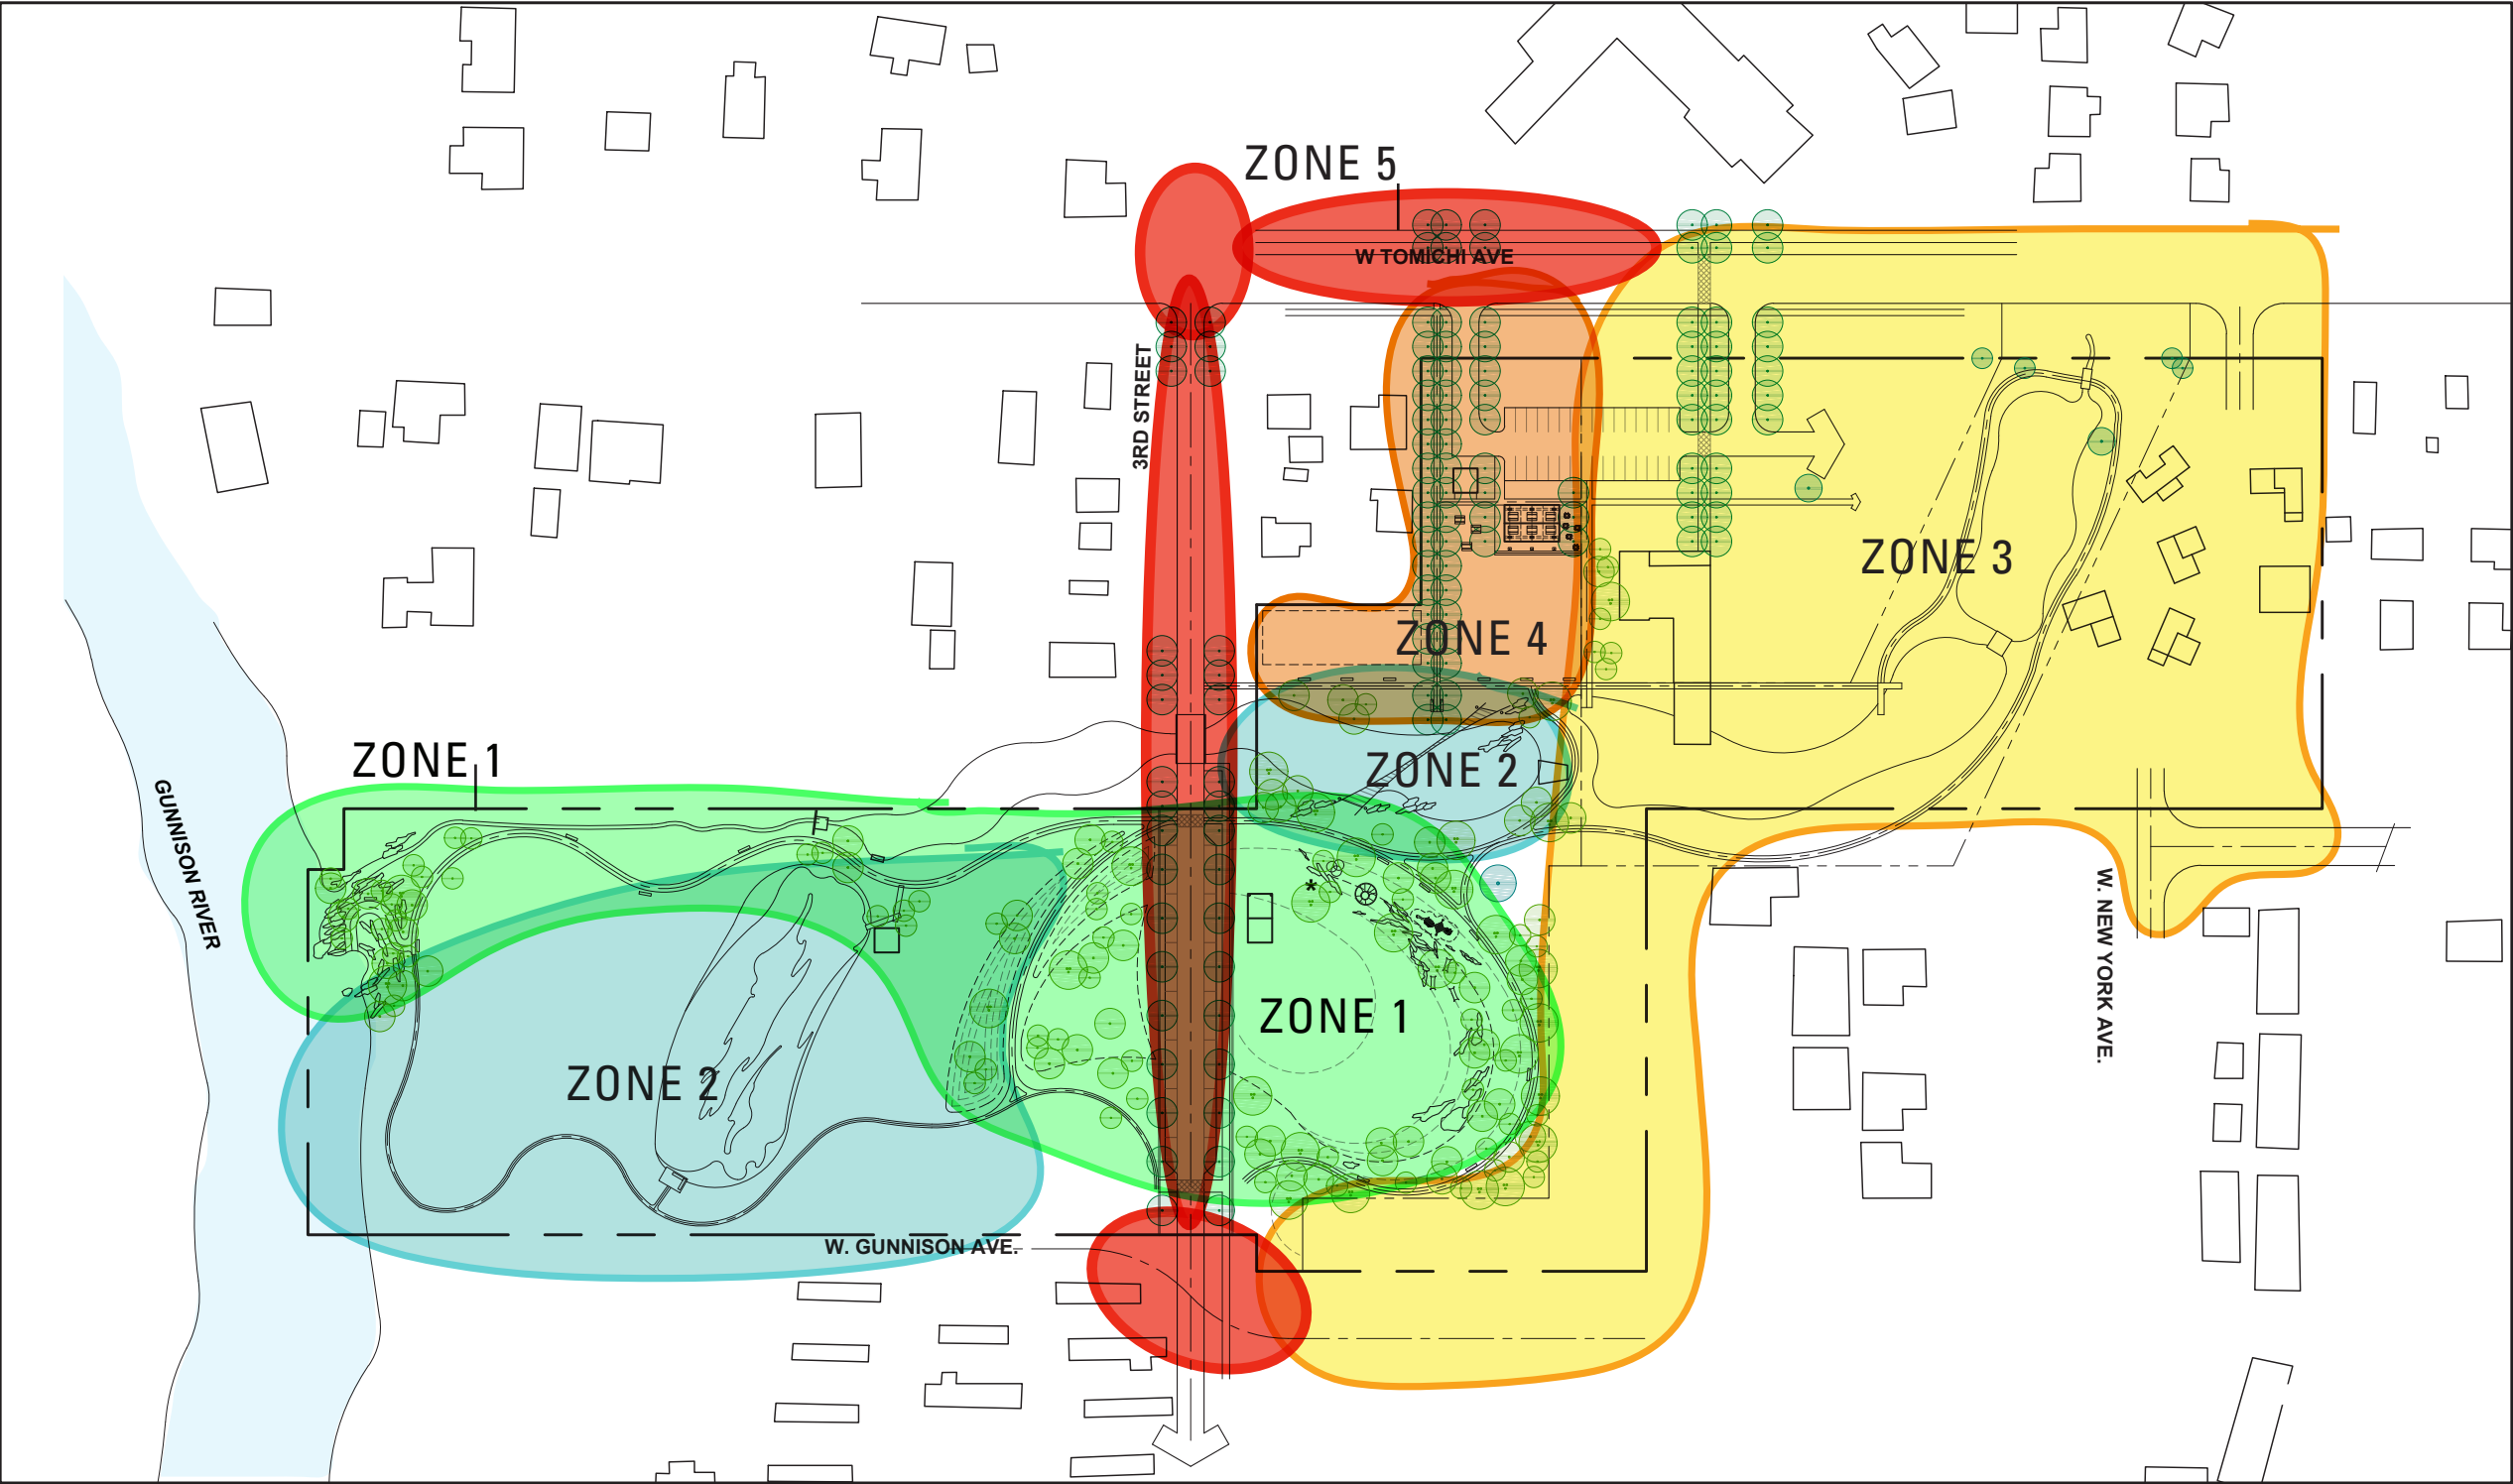 ZONE 5
W TOMICHI AVE
3RD STREET
ZONE 3
ZONE 4
ZONE 1
ZONE 2
GUNNISON RIVER
*
W. NEW YORK AVE.
ZONE 1
ZONE 2
W. GUNNISON AVE.